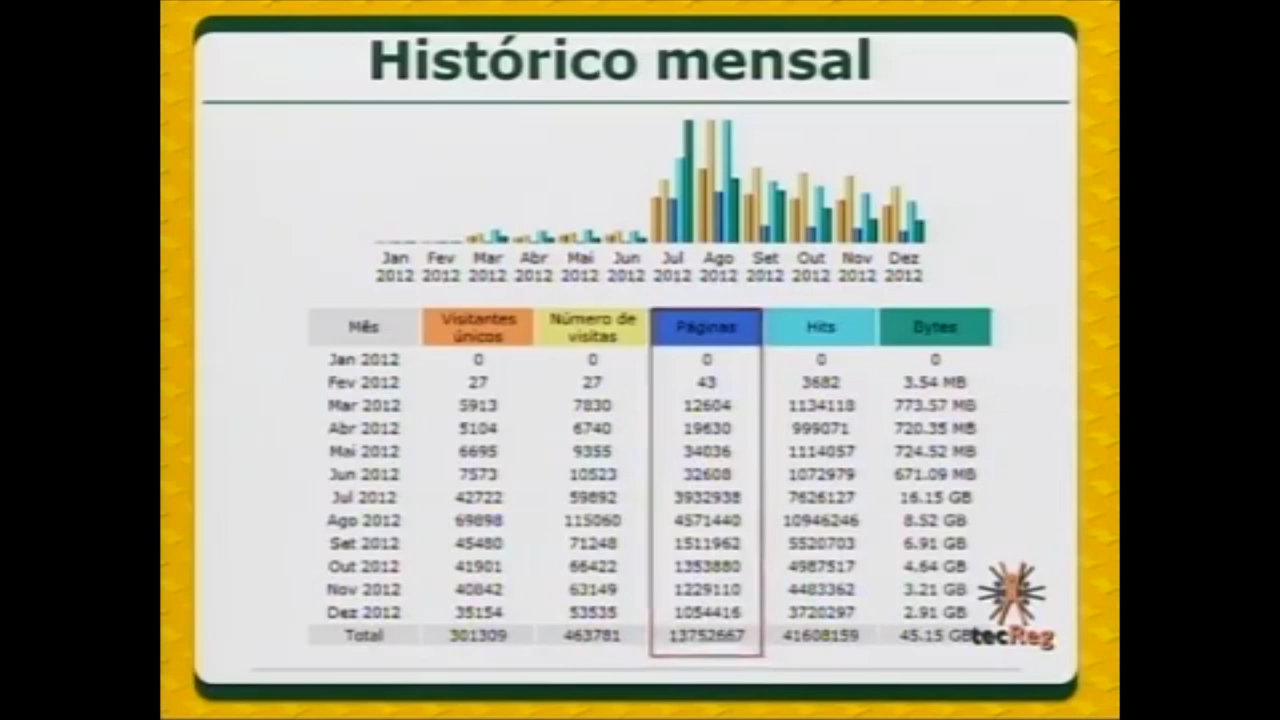 Histórico mensal
Jan Fev Mar Abr Mai Jun Jul Ago Set Out Nov Dez
2012 2012 2012 2012 2012 2012 2012 2012 2012 2012 2012 2012
Mês Visitantes únicos Número de visitas Páginas Hits Bytes
Jan 2012 0 0 0 0 0
Fev 2012 27 27 43 3682 3.54 MB
Mar 2012 5913 7830 12604 1134118 773.57 MB
Abr 2012 5104 6740 19630 999071 720.35 MB
Mai 2012 6695 9355 34036 1114057 724.52 MB
Jun 2012 7573 10523 32608 1072979 671.09 MB
Jul 2012 42722 59892 3932938 7626127 16.15 GB
Ago 2012 69898 115060 4571440 10946246 8.52 GB
Set 2012 45480 71248 1511962 5520703 6.91 GB
Out 2012 41901 66422 1353880 4987517 4.64 GB
Nov 2012 40842 63149 1229110 4483362 3.21 GB
Dez 2012 35154 53535 1054416 3720297 2.91 GB
Total 301309 463781 13752667 41608159 45.15 GB
tecReg